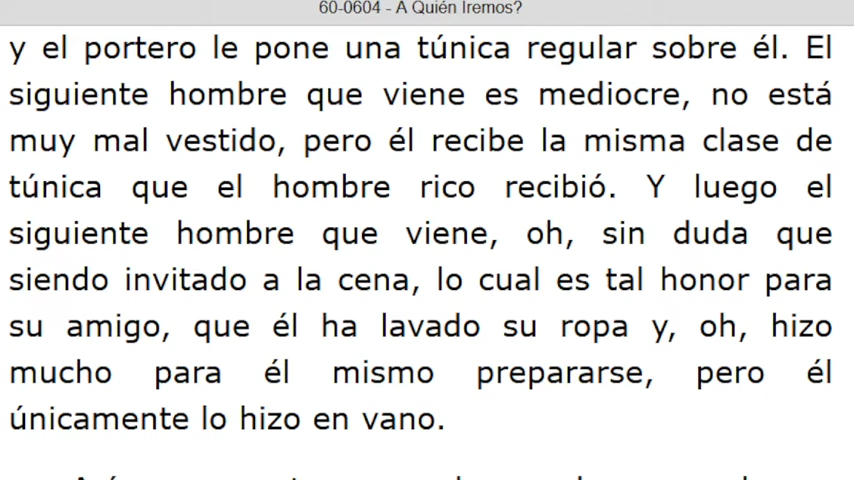 60-0604 - A Quién Iremos?
y el portero le pone una túnica regular sobre él. El
siguiente hombre que viene es mediocre, no está
muy mal vestido, pero él recibe la misma clase de
túnica que el hombre rico recibió. Y luego el
siguiente hombre que viene, oh, sin duda que
siendo invitado a la cena, lo cual es tal honor para
su amigo, que él ha lavado su ropa y, oh, hizo
mucho para él mismo prepararse, pero él
únicamente lo hizo en vano.